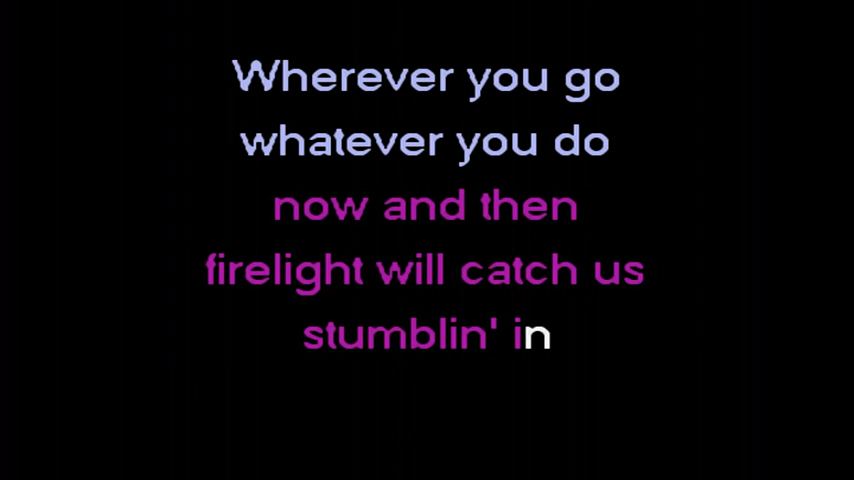 Wherever you go
whatever you do
now and then
firelight will catch us
stumblin' in